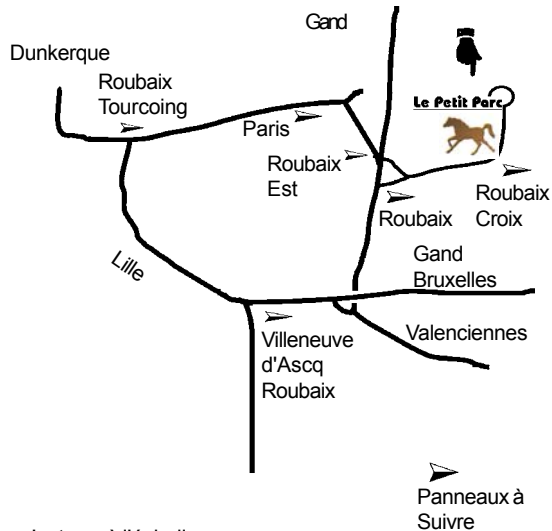 Gand
Dunkerque
Roubaix
Tourcoing
Le Petit Parc
Paris
Roubaix
Est
Roubaix
Roubaix
Croix
Lille
Gand
Bruxelles
Villeneuve
d'Ascq
Roubaix
Valenciennes
Panneaux à
Suivre